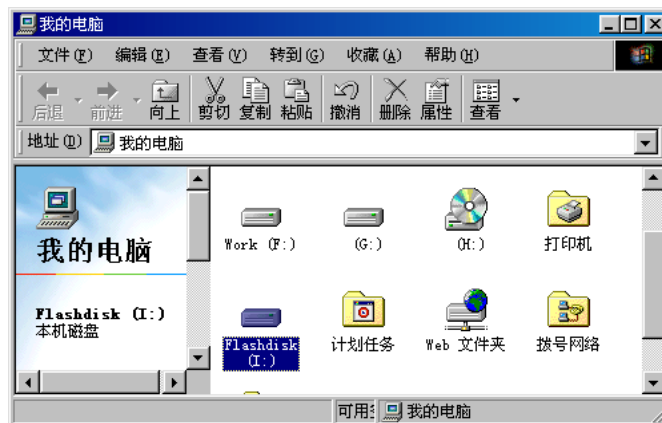 我的电脑
文件(F) 编辑(E) 查看(V) 转到(G) 收藏(A) 帮助(H)
后退 前进 向上 剪切 复制 粘贴 撤消 删除 属性 查看
地址(D) 我的电脑
我的电脑
Flashdisk (I:)
本机磁盘
Work (F:) (G:) (H:) 打印机
Flashdisk (I:) 计划任务 Web 文件夹 拨号网络
可用 我的电脑